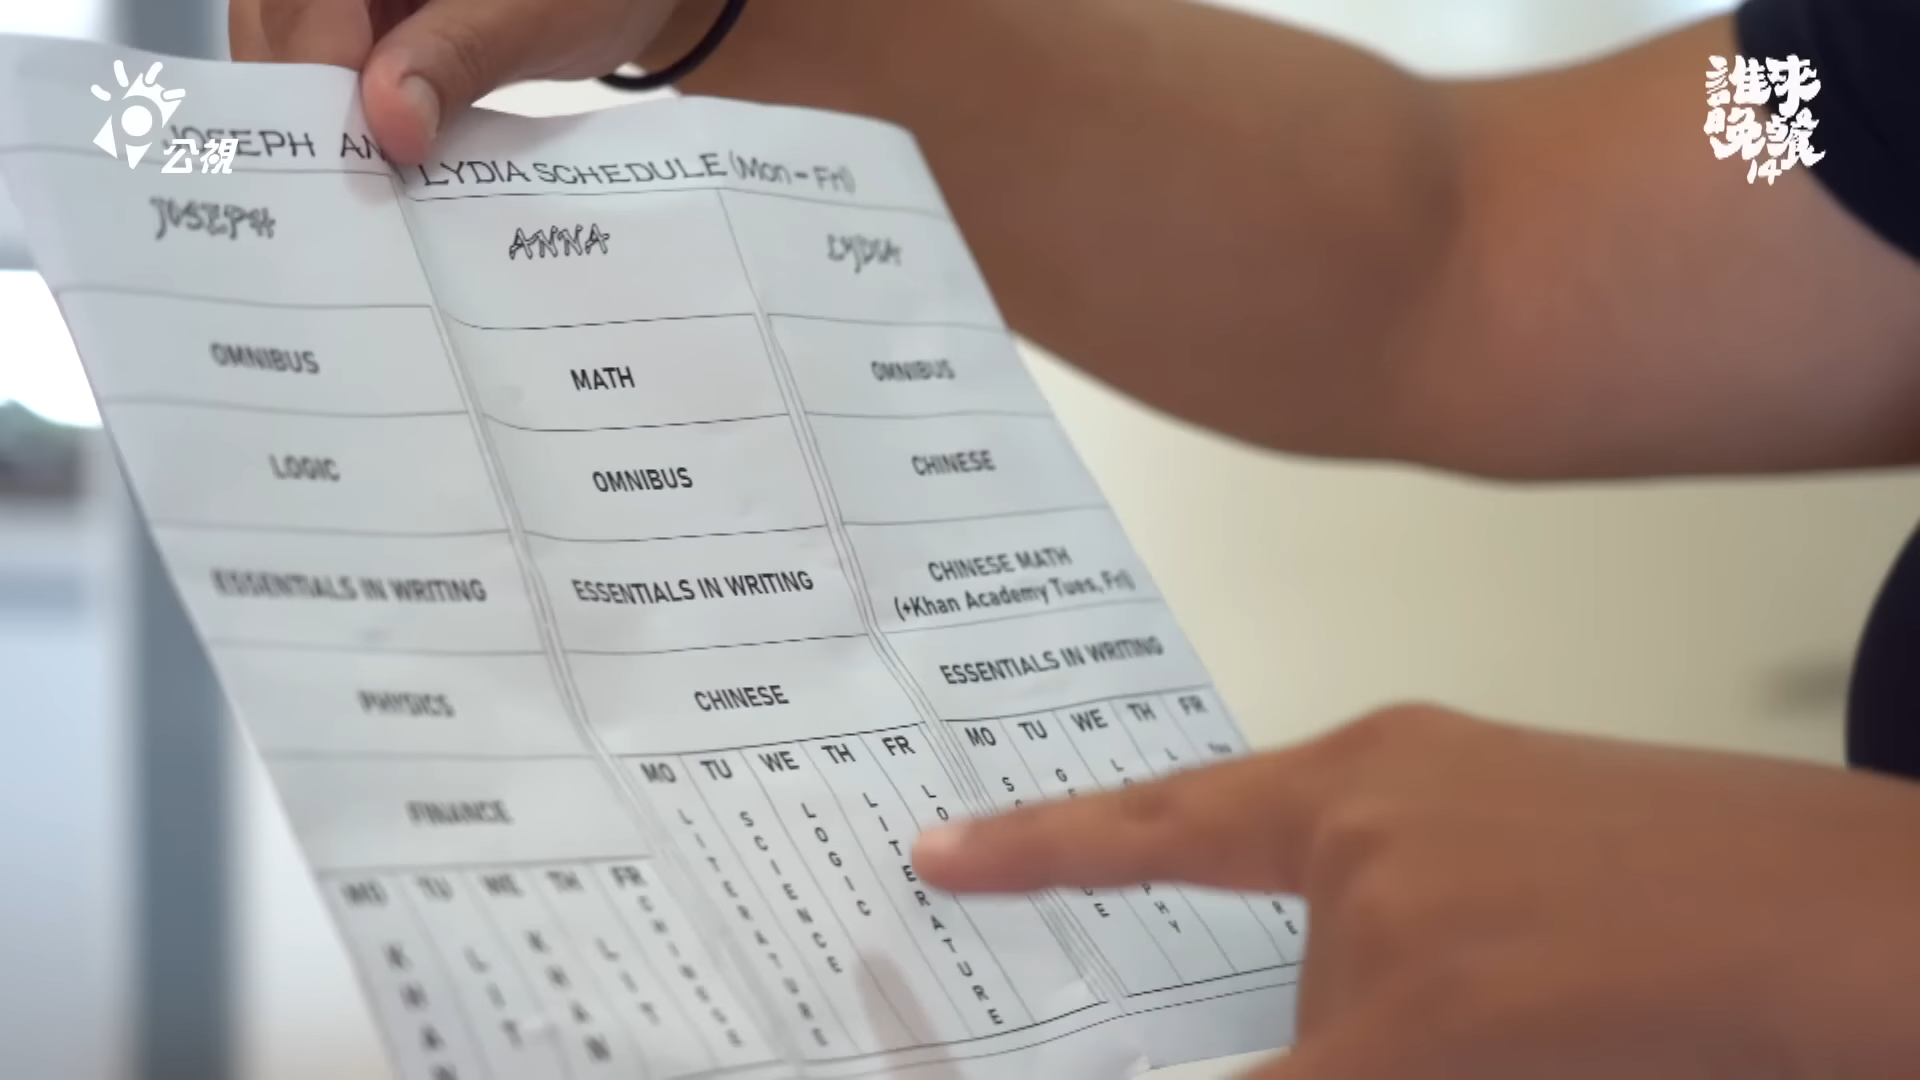 公視
誰來
晚餐
14
JOSEPH AN LYDIA SCHEDULE (Mon - Fri)
JOSEPH
OMNIBUS
LOGIC
ESSENTIALS IN WRITING
PHYSICS
FINANCE
MO TU WE TH FR
KHAN
LIT
KHAN
LIT
CHINESE
ANNA
MATH
OMNIBUS
ESSENTIALS IN WRITING
CHINESE
MO TU WE TH FR
LITERATURE
SCIENCE
LOGIC
LITERATURE
LO
LYDIA
OMNIBUS
CHINESE
CHINESE MATH
(+Khan Academy Tues, Fri)
ESSENTIALS IN WRITING
MO TU WE TH FR